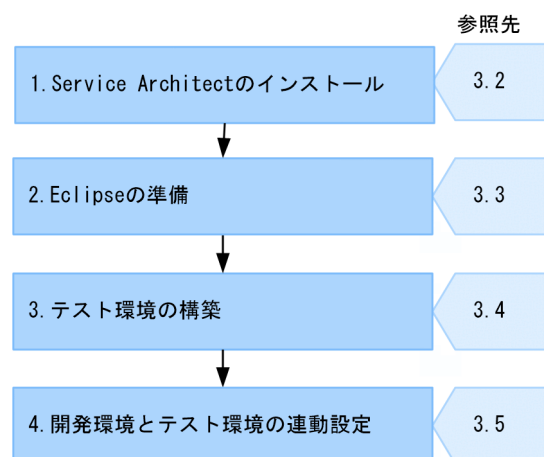 参照先
1.Service Architectのインストール 3.2
2.Eclipseの準備 3.3
3.テスト環境の構築 3.4
4.開発環境とテスト環境の連動設定 3.5